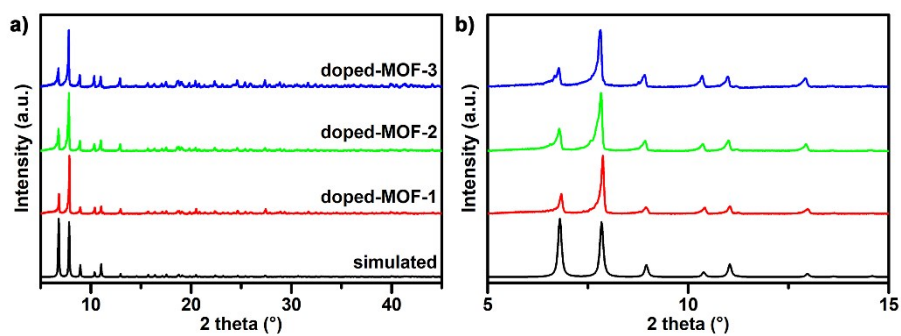 a)
Intensity (a.u.)
doped-MOF-3
doped-MOF-2
doped-MOF-1
simulated
10 20 30 40
2 theta (°)
b)
Intensity (a.u.)
5 10 15
2 theta (°)